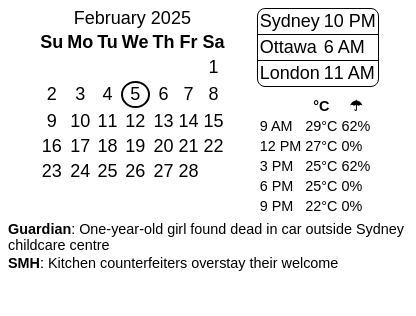 February 2025
Su Mo Tu We Th Fr Sa
1
2 3 4 5 6 7 8
9 10 11 12 13 14 15
16 17 18 19 20 21 22
23 24 25 26 27 28
Sydney 10 PM
Ottawa 6 AM
London 11 AM
°C ☂
9 AM 29°C 62%
12 PM 27°C 0%
3 PM 25°C 62%
6 PM 25°C 0%
9 PM 22°C 0%
Guardian: One-year-old girl found dead in car outside Sydney
childcare centre
SMH: Kitchen counterfeiters overstay their welcome